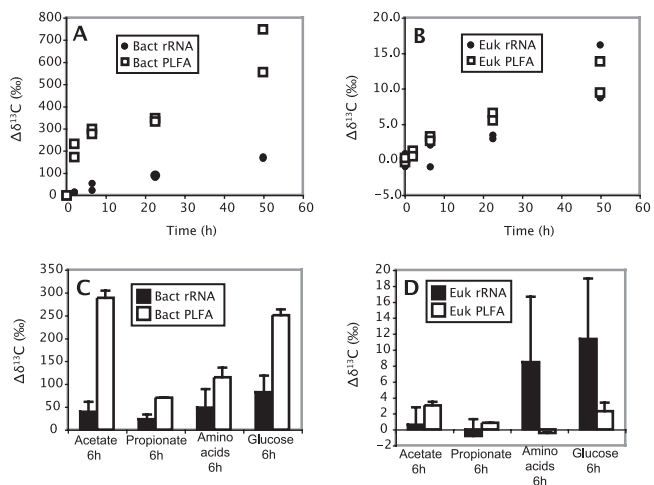 A
Bact rRNA
Bact PLFA
Δδ¹³C (‰)
800
700
600
500
400
300
200
100
0
0 10 20 30 40 50 60
Time (h)
B
Euk rRNA
Euk PLFA
Δδ¹³C (‰)
20.0
15.0
10.0
5.0
0.0
-5.0
0 10 20 30 40 50 60
Time (h)
C
Bact rRNA
Bact PLFA
Δδ¹³C (‰)
350
300
250
200
150
100
50
0
Acetate 6h
Propionate 6h
Amino acids 6h
Glucose 6h
D
Euk rRNA
Euk PLFA
Δδ¹³C (‰)
20
18
16
14
12
10
8
6
4
2
0
-2
Acetate 6h
Propionate 6h
Amino acids 6h
Glucose 6h